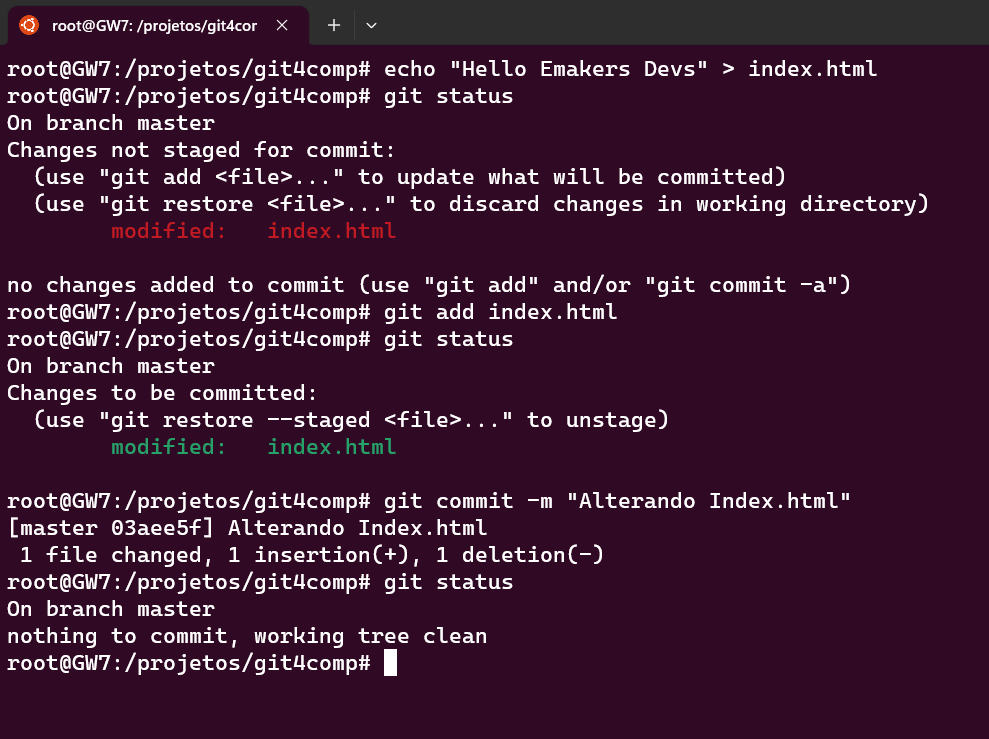 root@GW7: /projetos/git4cor
root@GW7:/projetos/git4comp# echo "Hello Emakers Devs" > index.html
root@GW7:/projetos/git4comp# git status
On branch master
Changes not staged for commit:
  (use "git add <file>..." to update what will be committed)
  (use "git restore <file>..." to discard changes in working directory)
        modified:   index.html

no changes added to commit (use "git add" and/or "git commit -a")
root@GW7:/projetos/git4comp# git add index.html
root@GW7:/projetos/git4comp# git status
On branch master
Changes to be committed:
  (use "git restore --staged <file>..." to unstage)
        modified:   index.html

root@GW7:/projetos/git4comp# git commit -m "Alterando Index.html"
[master 03aee5f] Alterando Index.html
 1 file changed, 1 insertion(+), 1 deletion(-)
root@GW7:/projetos/git4comp# git status
On branch master
nothing to commit, working tree clean
root@GW7:/projetos/git4comp#